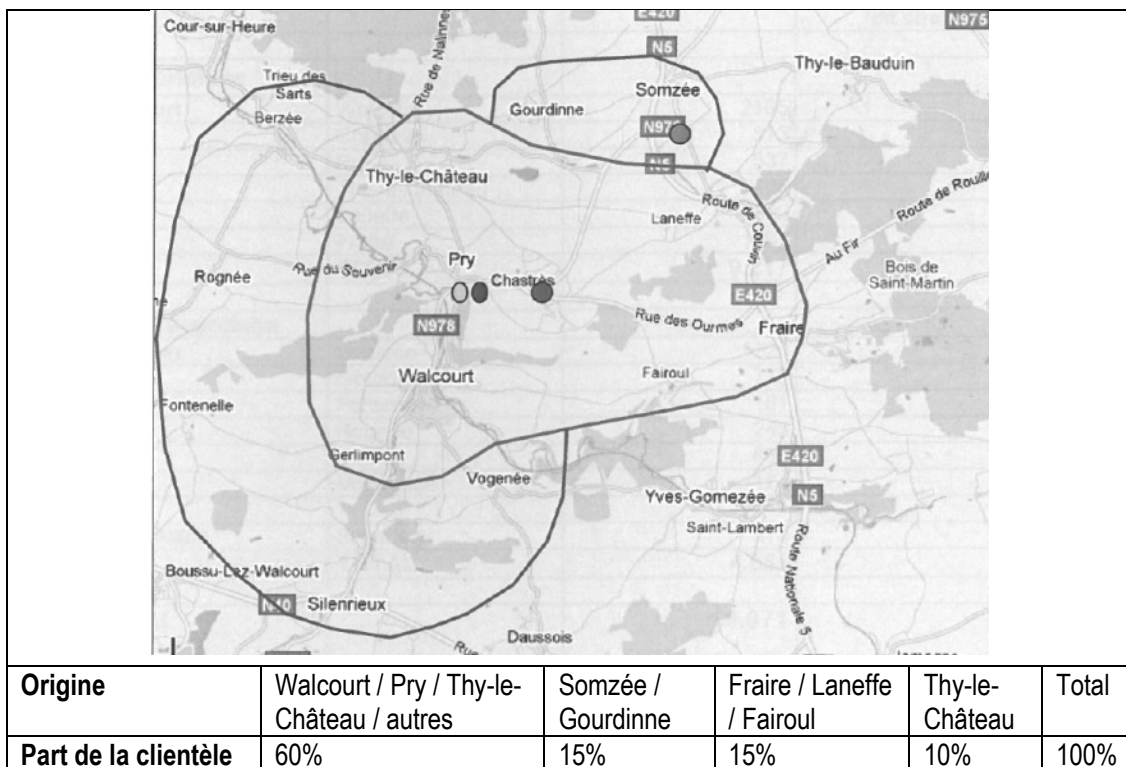 Cour-sur-Heure
Rue de Nalinnes
E420
N975
N5
Thy-le-Bauduin
Trieu des
Sarts
Somzée
Gourdinne
Berzée
N5
Thy-le-Château
Route de Rouill
Laneffe
Route de Couvin
Au Fir
Pry
Rognée
Rue du Souvenir
Chastrès
Bois de
Saint-Martin
E420
Rue des Ourmes
Fraire
N978
Walcourt
Fairoul
Fontenelle
Gerlimpont
E420
Vogenée
Yves-Gomezée
N5
Saint-Lambert
Route Nationale 5
Boussu-Lez-Walcourt
N40
Silenrieux
Daussois
Rue
Origine
Walcourt / Pry / Thy-le-
Château / autres
Somzée /
Gourdinne
Fraire / Laneffe
/ Fairoul
Thy-le-
Château
Total
Part de la clientèle
60%
15%
15%
10%
100%